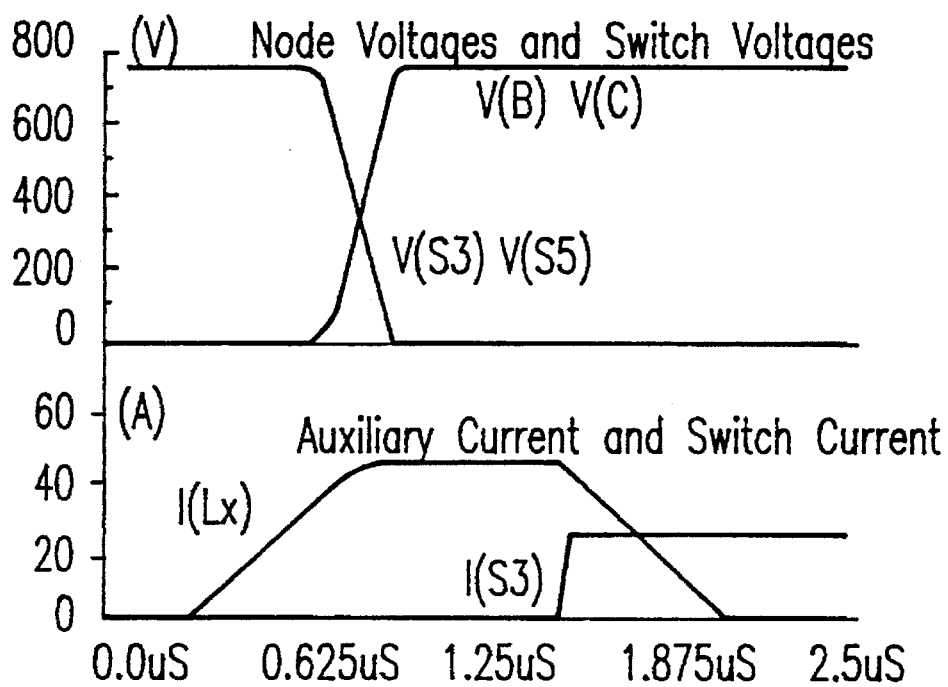 800 (V) Node Voltages and Switch Voltages
V(B) V(C)
600
400
V(S3) V(S5)
200
0
60 (A)
Auxiliary Current and Switch Current
40
I(Lx)
20
I(S3)
0
0.0uS 0.625uS 1.25uS 1.875uS 2.5uS